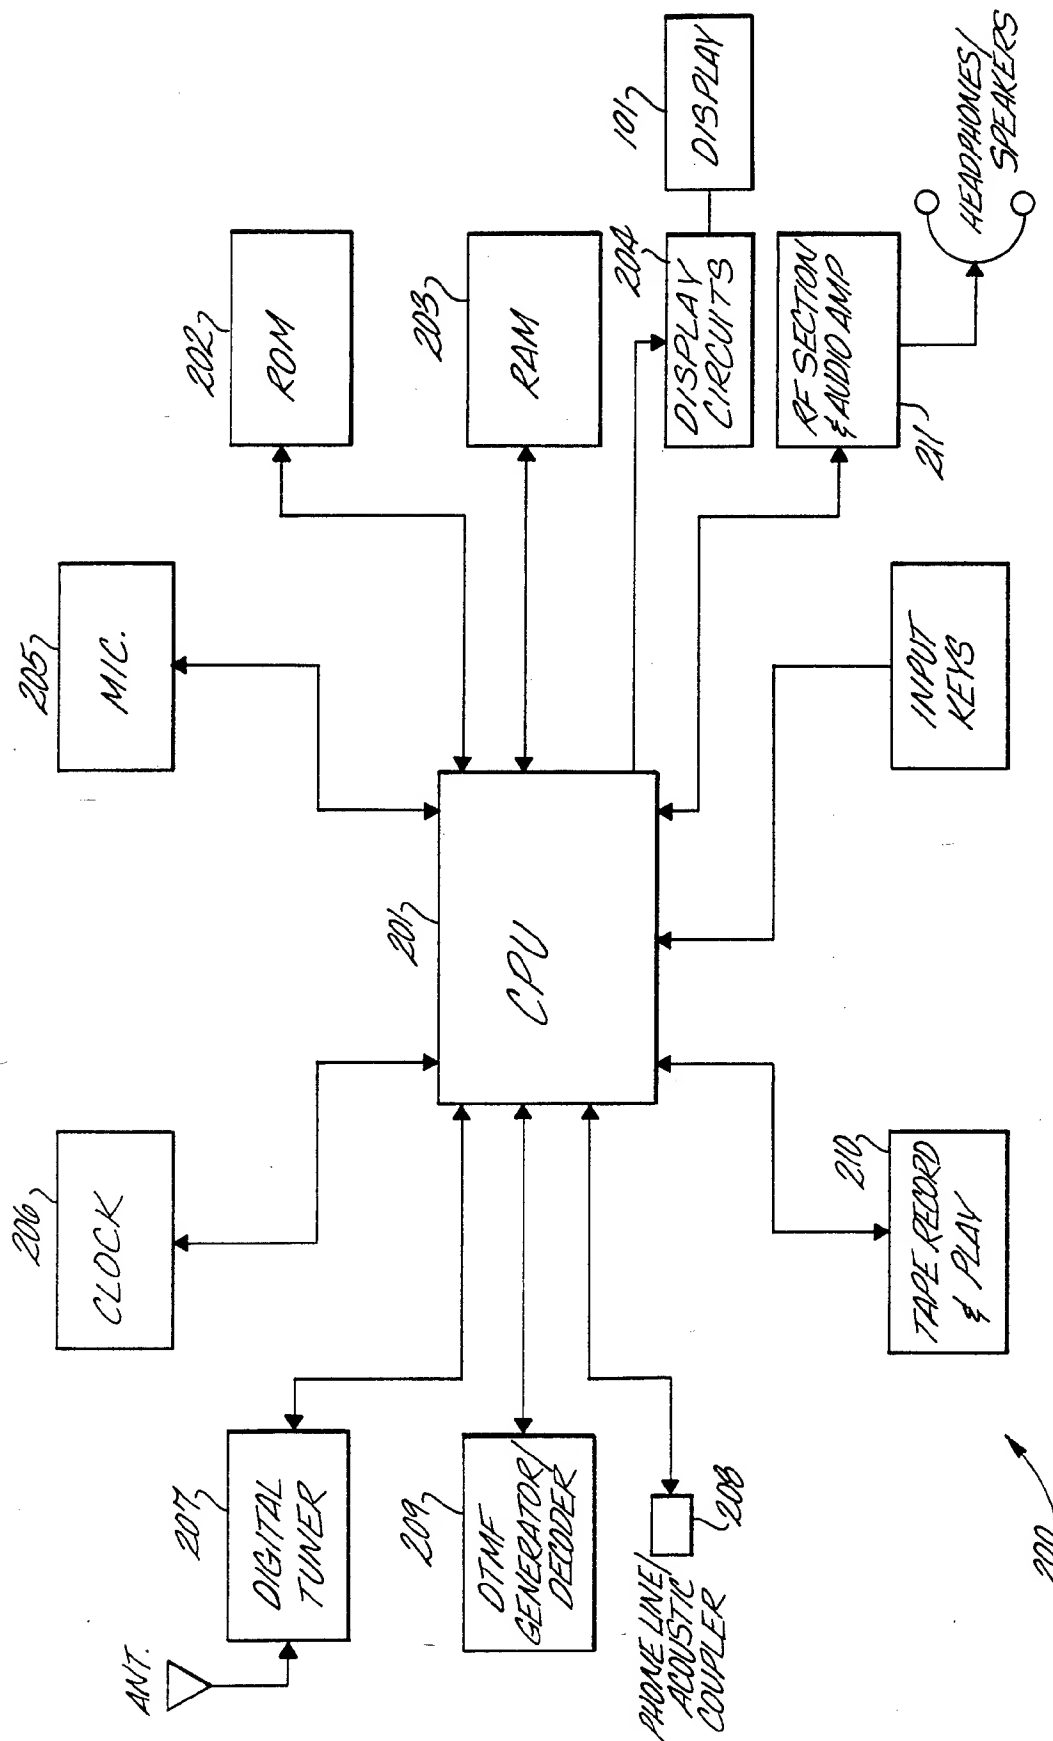 ANT.
207
DIGITAL
TUNER
206
CLOCK
205
MIC.
202
ROM
209
DTMF
GENERATOR/
DECODER
201
CPU
203
RAM
PHONE LINE/
ACOUSTIC
COUPLER
208
204
DISPLAY
CIRCUITS
101
DISPLAY
210
TAPE RECORD
& PLAY
INPUT
KEYS
RF SECTION
& AUDIO AMP
211
HEADPHONES/
SPEAKERS
200